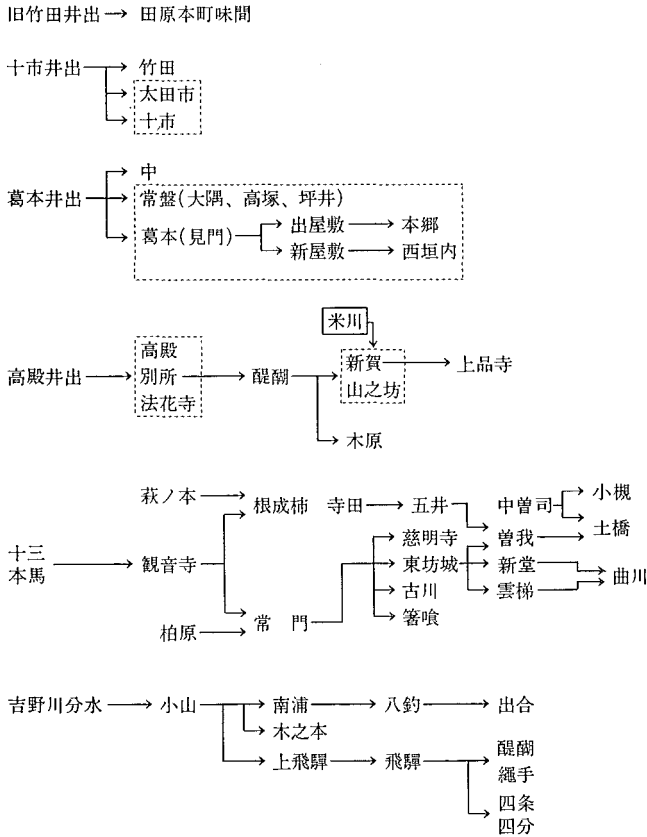 旧竹田井出→田原本町味間
十市井出→竹田
太田市
十市
葛本井出→中
常盤(大隅、高塚、坪井)
葛本(見門)→出屋敷→本郷
新屋敷→西垣内
米川
高殿井出→高殿
別所→醍醐→新賀→上品寺
法花寺
山之坊
木原
萩ノ本→根成柿
寺田→五井
中曽司→小槻
土橋
十三
本馬→観音寺
慈明寺
曽我
東坊城→新堂
曲川
古川
雲梯
柏原→常門
箸喰
吉野川分水→小山→南浦→八釣→出合
木之本
上飛驒→飛驒→醍醐
縄手
四条
四分